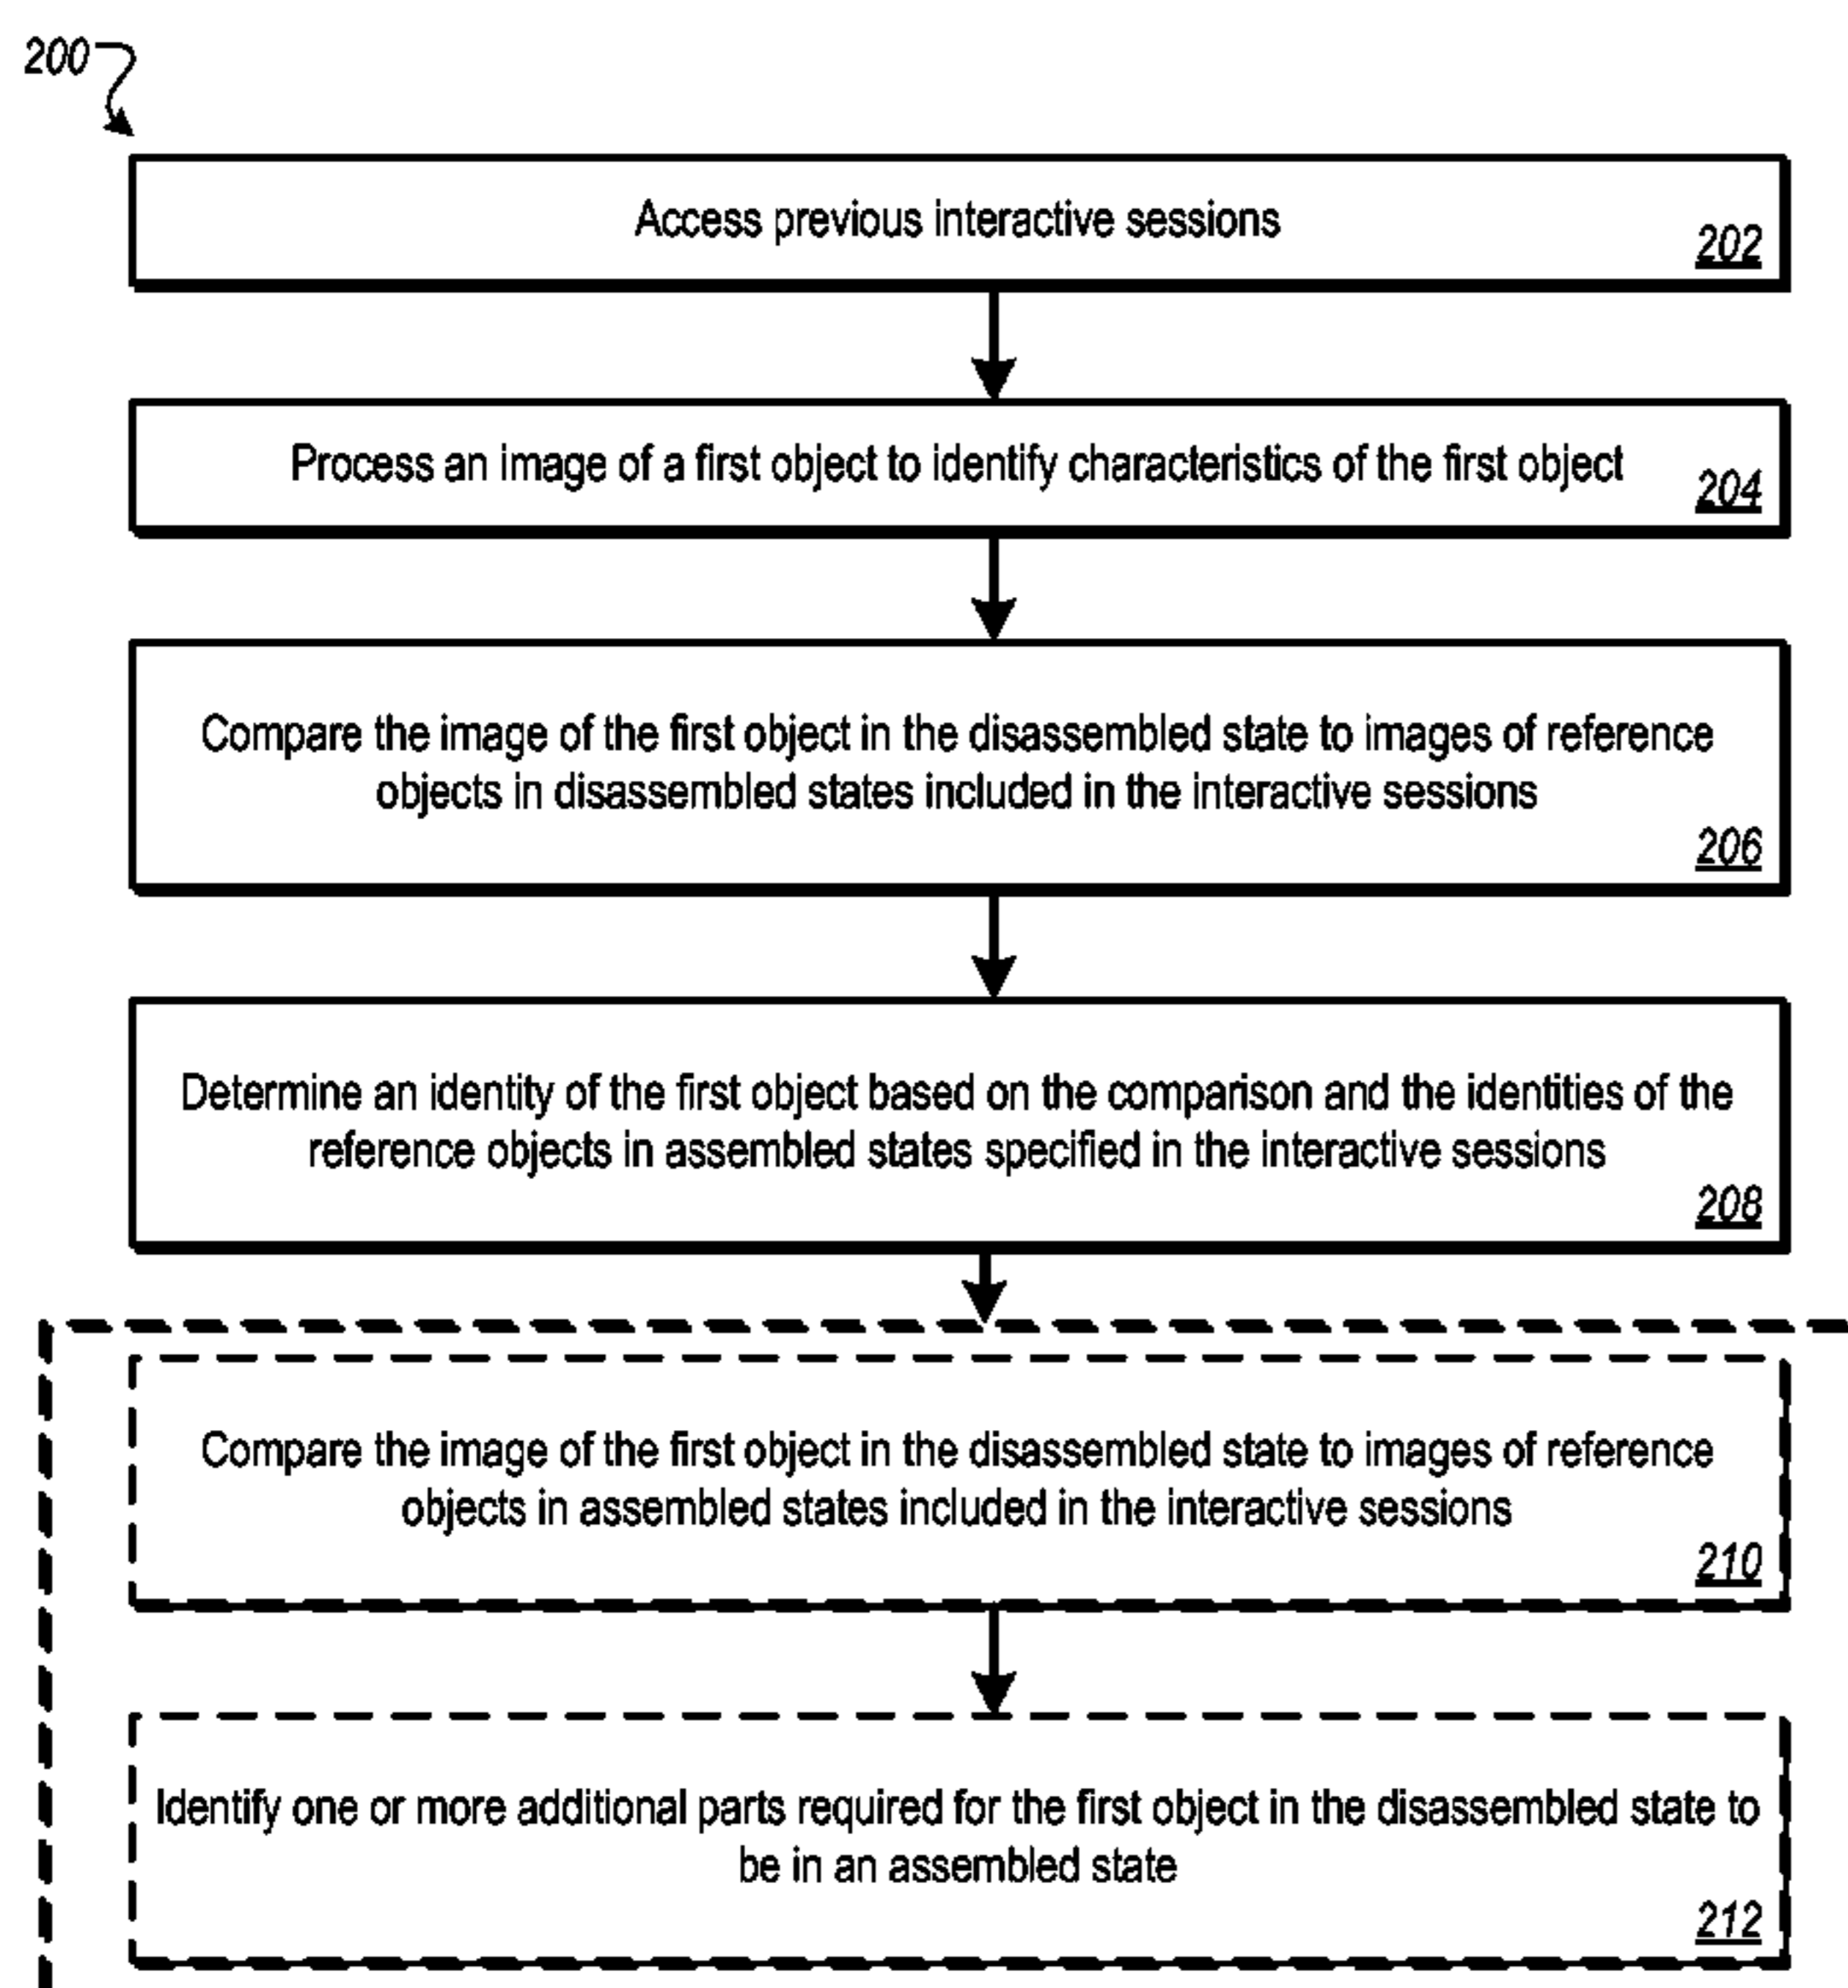 200
Access previous interactive sessions
202
Process an image of a first object to identify characteristics of the first object
204
Compare the image of the first object in the disassembled state to images of reference
objects in disassembled states included in the interactive sessions
206
Determine an identity of the first object based on the comparison and the identities of the
reference objects in assembled states specified in the interactive sessions
208
Compare the image of the first object in the disassembled state to images of reference
objects in assembled states included in the interactive sessions
210
Identify one or more additional parts required for the first object in the disassembled state to
be in an assembled state
212